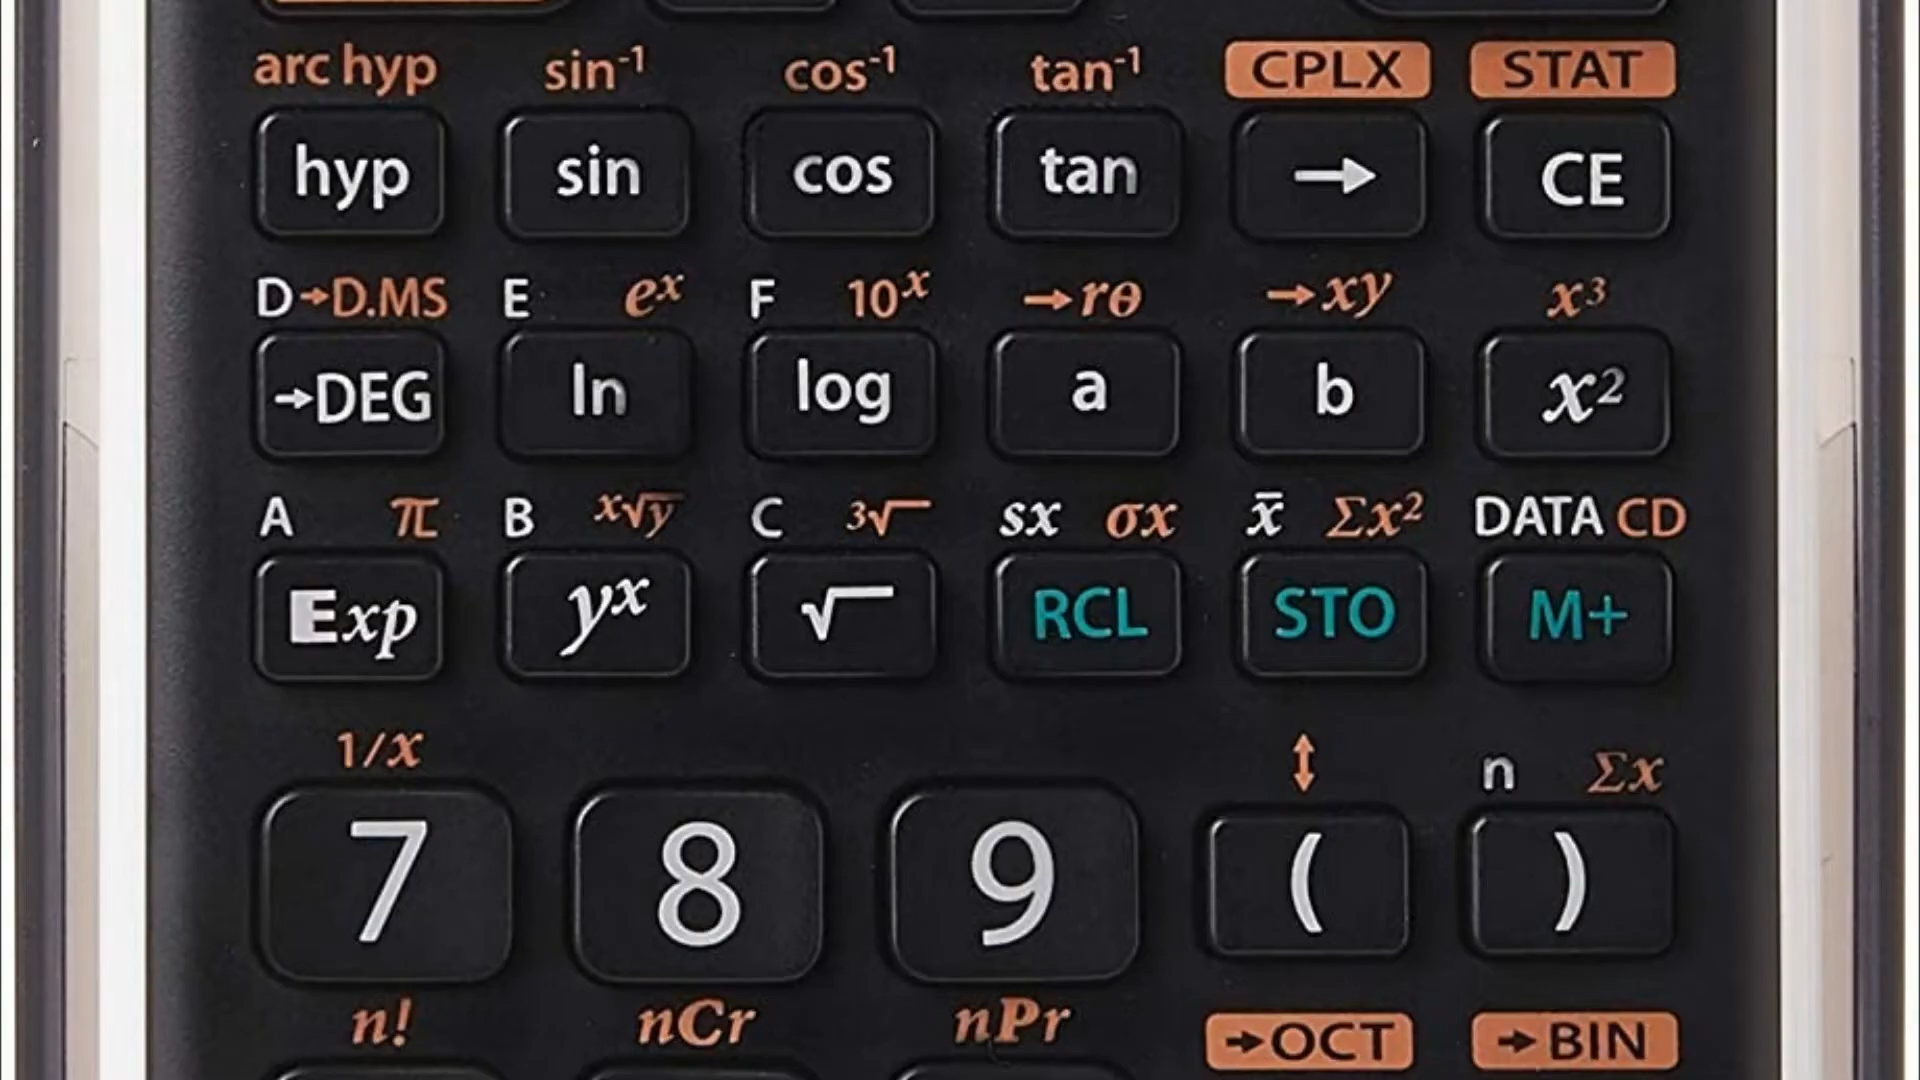 arc hyp sin⁻¹ cos⁻¹ tan⁻¹ CPLX STAT
hyp sin cos tan → CE
D→D.MS E eˣ F 10ˣ →rθ →xy x³
→DEG ln log a b x²
A π B ˣ√y C ³√ sx σx x̄ Σx² DATA CD
Exp yˣ √ RCL STO M+
1/x ↕ n Σx
7 8 9 ( )
n! nCr nPr →OCT →BIN